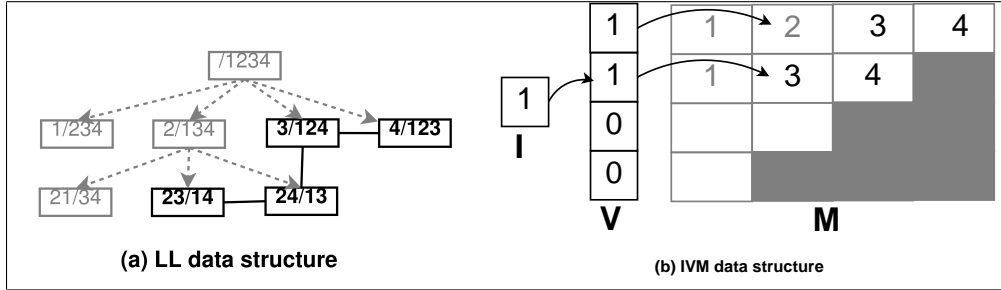 /1234
1/234
2/134
3/124
4/123
21/34
23/14
24/13
(a) LL data structure
1
I
1
1
0
0
V
1 2 3 4
1 3 4
M
(b) IVM data structure